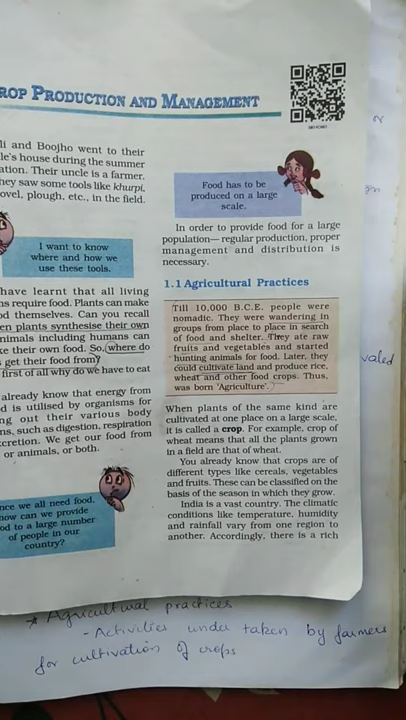 ROP PRODUCTION AND MANAGEMENT
li and Boojho went to their
le's house during the summer
ation. Their uncle is a farmer.
hey saw some tools like khurpi,
ovel, plough, etc., in the field.
I want to know
where and how we
use these tools.
have learnt that all living
ns require food. Plants can make
od themselves. Can you recall
en plants synthesise their own
nimals including humans can
ke their own food. So, where do
s get their food from?
first of all why do we have to eat
already know that energy from
d is utilised by organisms for
ng out their various body
ns, such as digestion, respiration
cretion. We get our food from
or animals, or both.
nce we all need food,
how can we provide
od to a large number
of people in our
country?
Food has to be
produced on a large
scale.
In order to provide food for a large
population— regular production, proper
management and distribution is
necessary.
1.1 Agricultural Practices
Till 10,000 B.C.E. people were
nomadic. They were wandering in
groups from place to place in search
of food and shelter. They ate raw
fruits and vegetables and started
hunting animals for food. Later, they
could cultivate land and produce rice,
wheat and other food crops. Thus,
was born 'Agriculture'.
When plants of the same kind are
cultivated at one place on a large scale,
it is called a crop. For example, crop of
wheat means that all the plants grown
in a field are that of wheat.
You already know that crops are of
different types like cereals, vegetables
and fruits. These can be classified on the
basis of the season in which they grow.
India is a vast country. The climatic
conditions like temperature, humidity
and rainfall vary from one region to
another. Accordingly, there is a rich
* Agricultural practices
- Activities under taken by farmers
for cultivation of crops